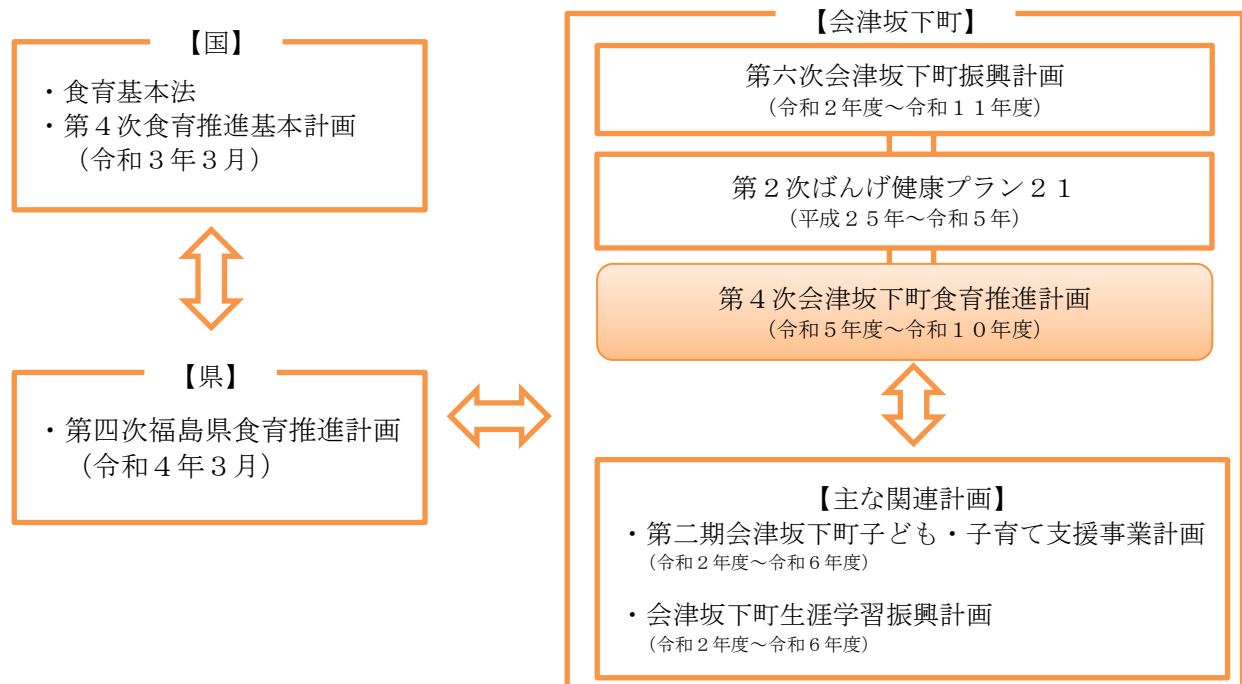 【国】
・食育基本法
・第４次食育推進基本計画
（令和３年３月）
【県】
・第四次福島県食育推進計画
（令和４年３月）
【会津坂下町】
第六次会津坂下町振興計画
（令和２年度～令和１１年度）
第２次ばんげ健康プラン２１
（平成２５年～令和５年）
第４次会津坂下町食育推進計画
（令和５年度～令和１０年度）
【主な関連計画】
・第二期会津坂下町子ども・子育て支援事業計画
（令和２年度～令和６年度）
・会津坂下町生涯学習振興計画
（令和２年度～令和６年度）